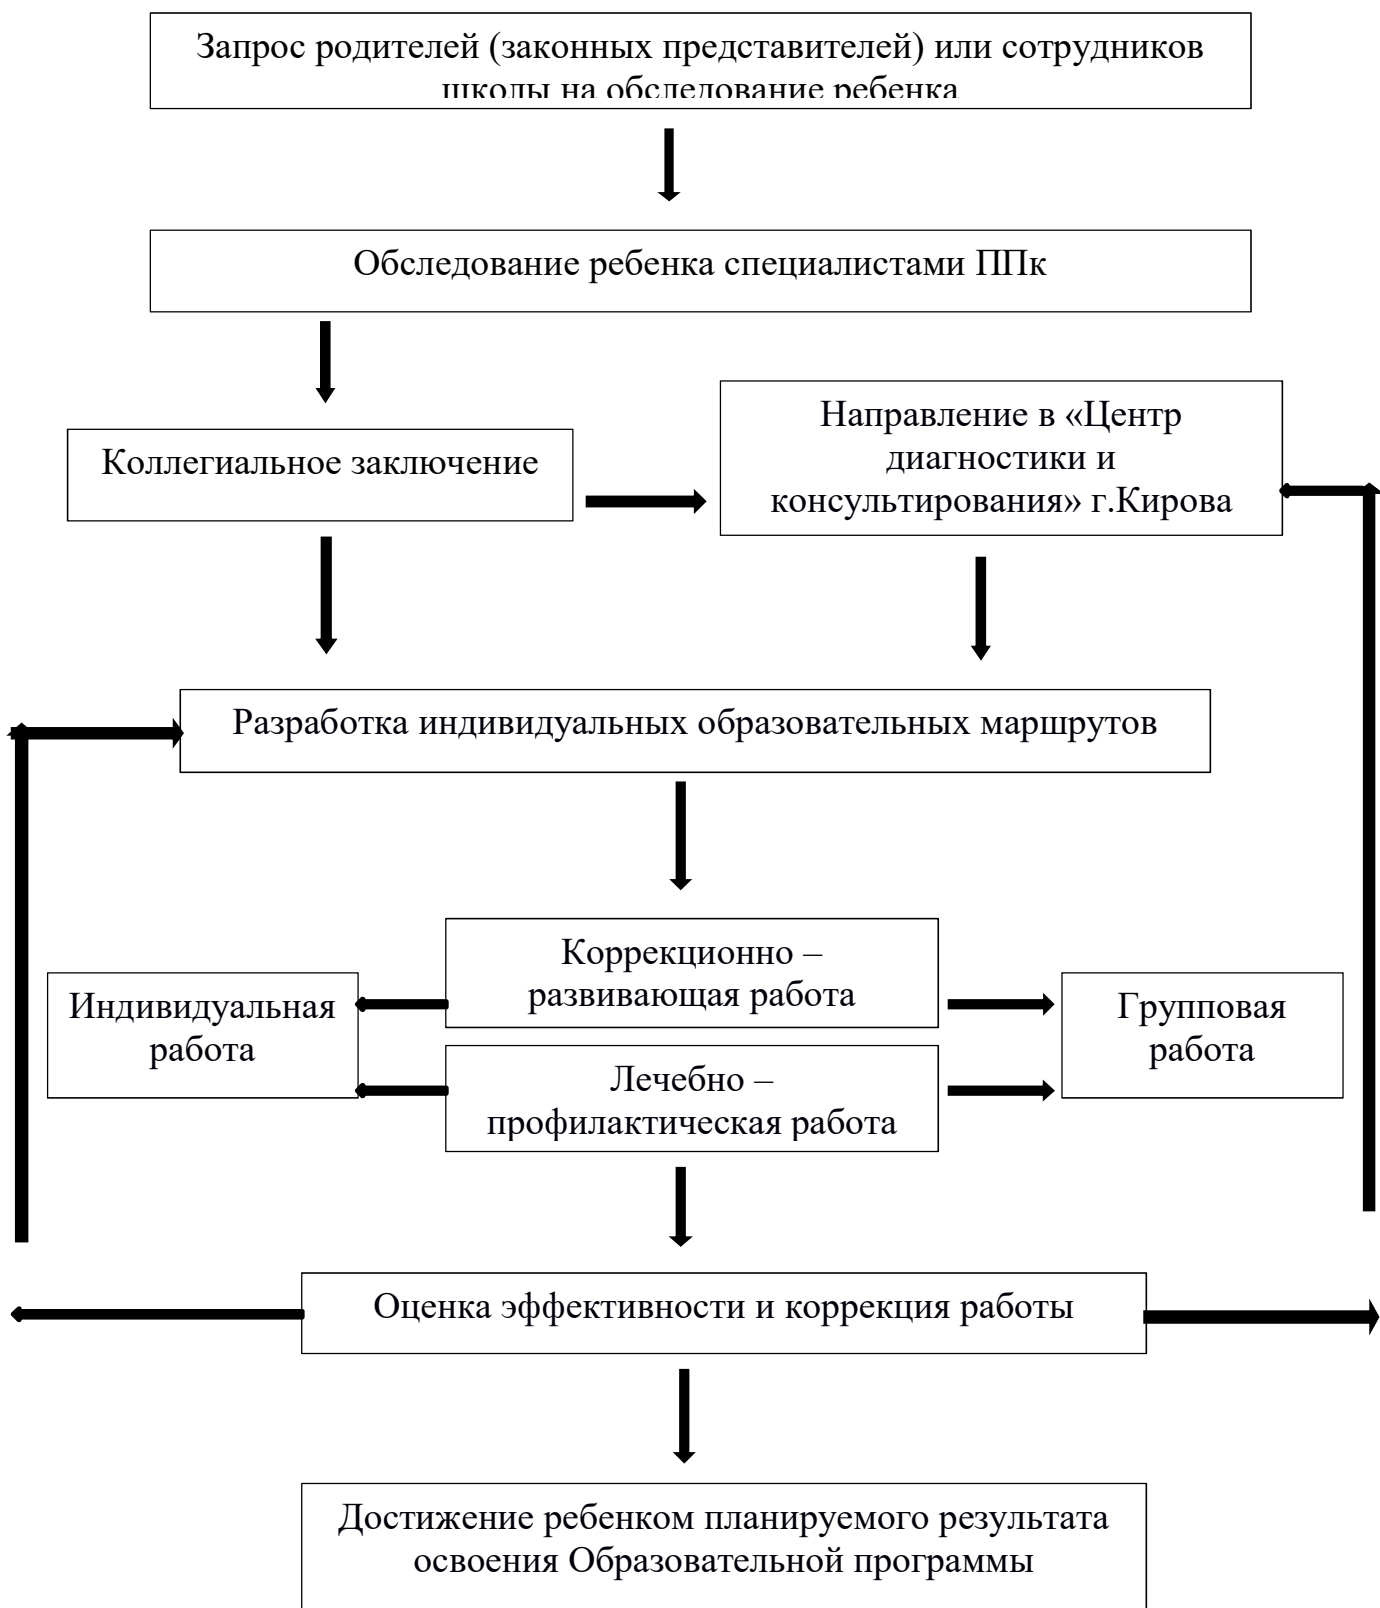 Запрос родителей (законных представителей) или сотрудников
школы на обследование ребенка
Обследование ребенка специалистами ППк
Коллегиальное заключение
Направление в «Центр
диагностики и
консультирования» г.Кирова
Разработка индивидуальных образовательных маршрутов
Коррекционно –
развивающая работа
Индивидуальная
работа
Групповая
работа
Лечебно –
профилактическая работа
Оценка эффективности и коррекция работы
Достижение ребенком планируемого результата
освоения Образовательной программы